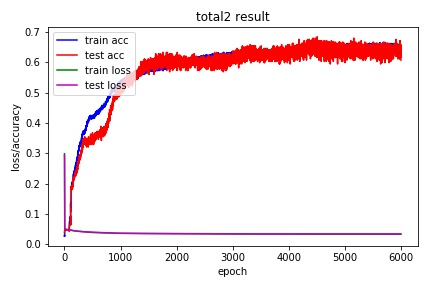 total2 result
train acc
test acc
train loss
test loss
loss/accuracy
0.7
0.6
0.5
0.4
0.3
0.2
0.1
0.0
0
1000
2000
3000
4000
5000
6000
epoch